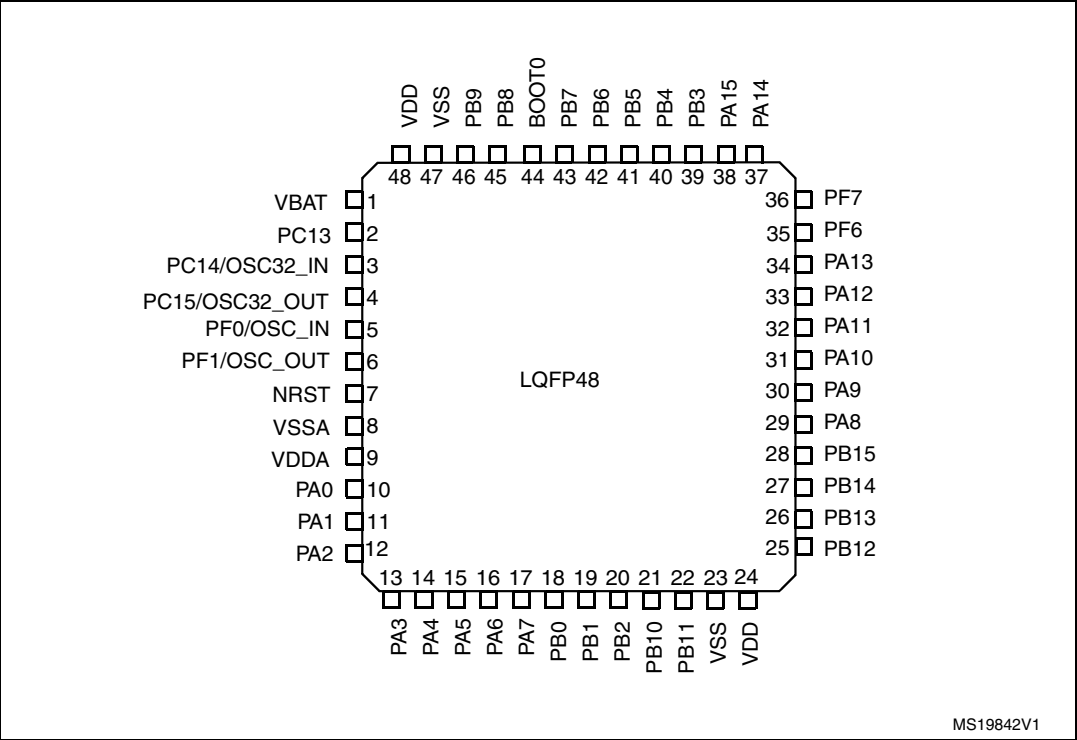 VDD
VSS
PB9
PB8
BOOT0
PB7
PB6
PB5
PB4
PB3
PA15
PA14
48 47 46 45 44 43 42 41 40 39 38 37
VBAT 1
PC13 2
PC14/OSC32_IN 3
PC15/OSC32_OUT 4
PF0/OSC_IN 5
PF1/OSC_OUT 6
NRST 7
VSSA 8
VDDA 9
PA0 10
PA1 11
PA2 12
LQFP48
36 PF7
35 PF6
34 PA13
33 PA12
32 PA11
31 PA10
30 PA9
29 PA8
28 PB15
27 PB14
26 PB13
25 PB12
13 14 15 16 17 18 19 20 21 22 23 24
PA3
PA4
PA5
PA6
PA7
PB0
PB1
PB2
PB10
PB11
VSS
VDD
MS19842V1